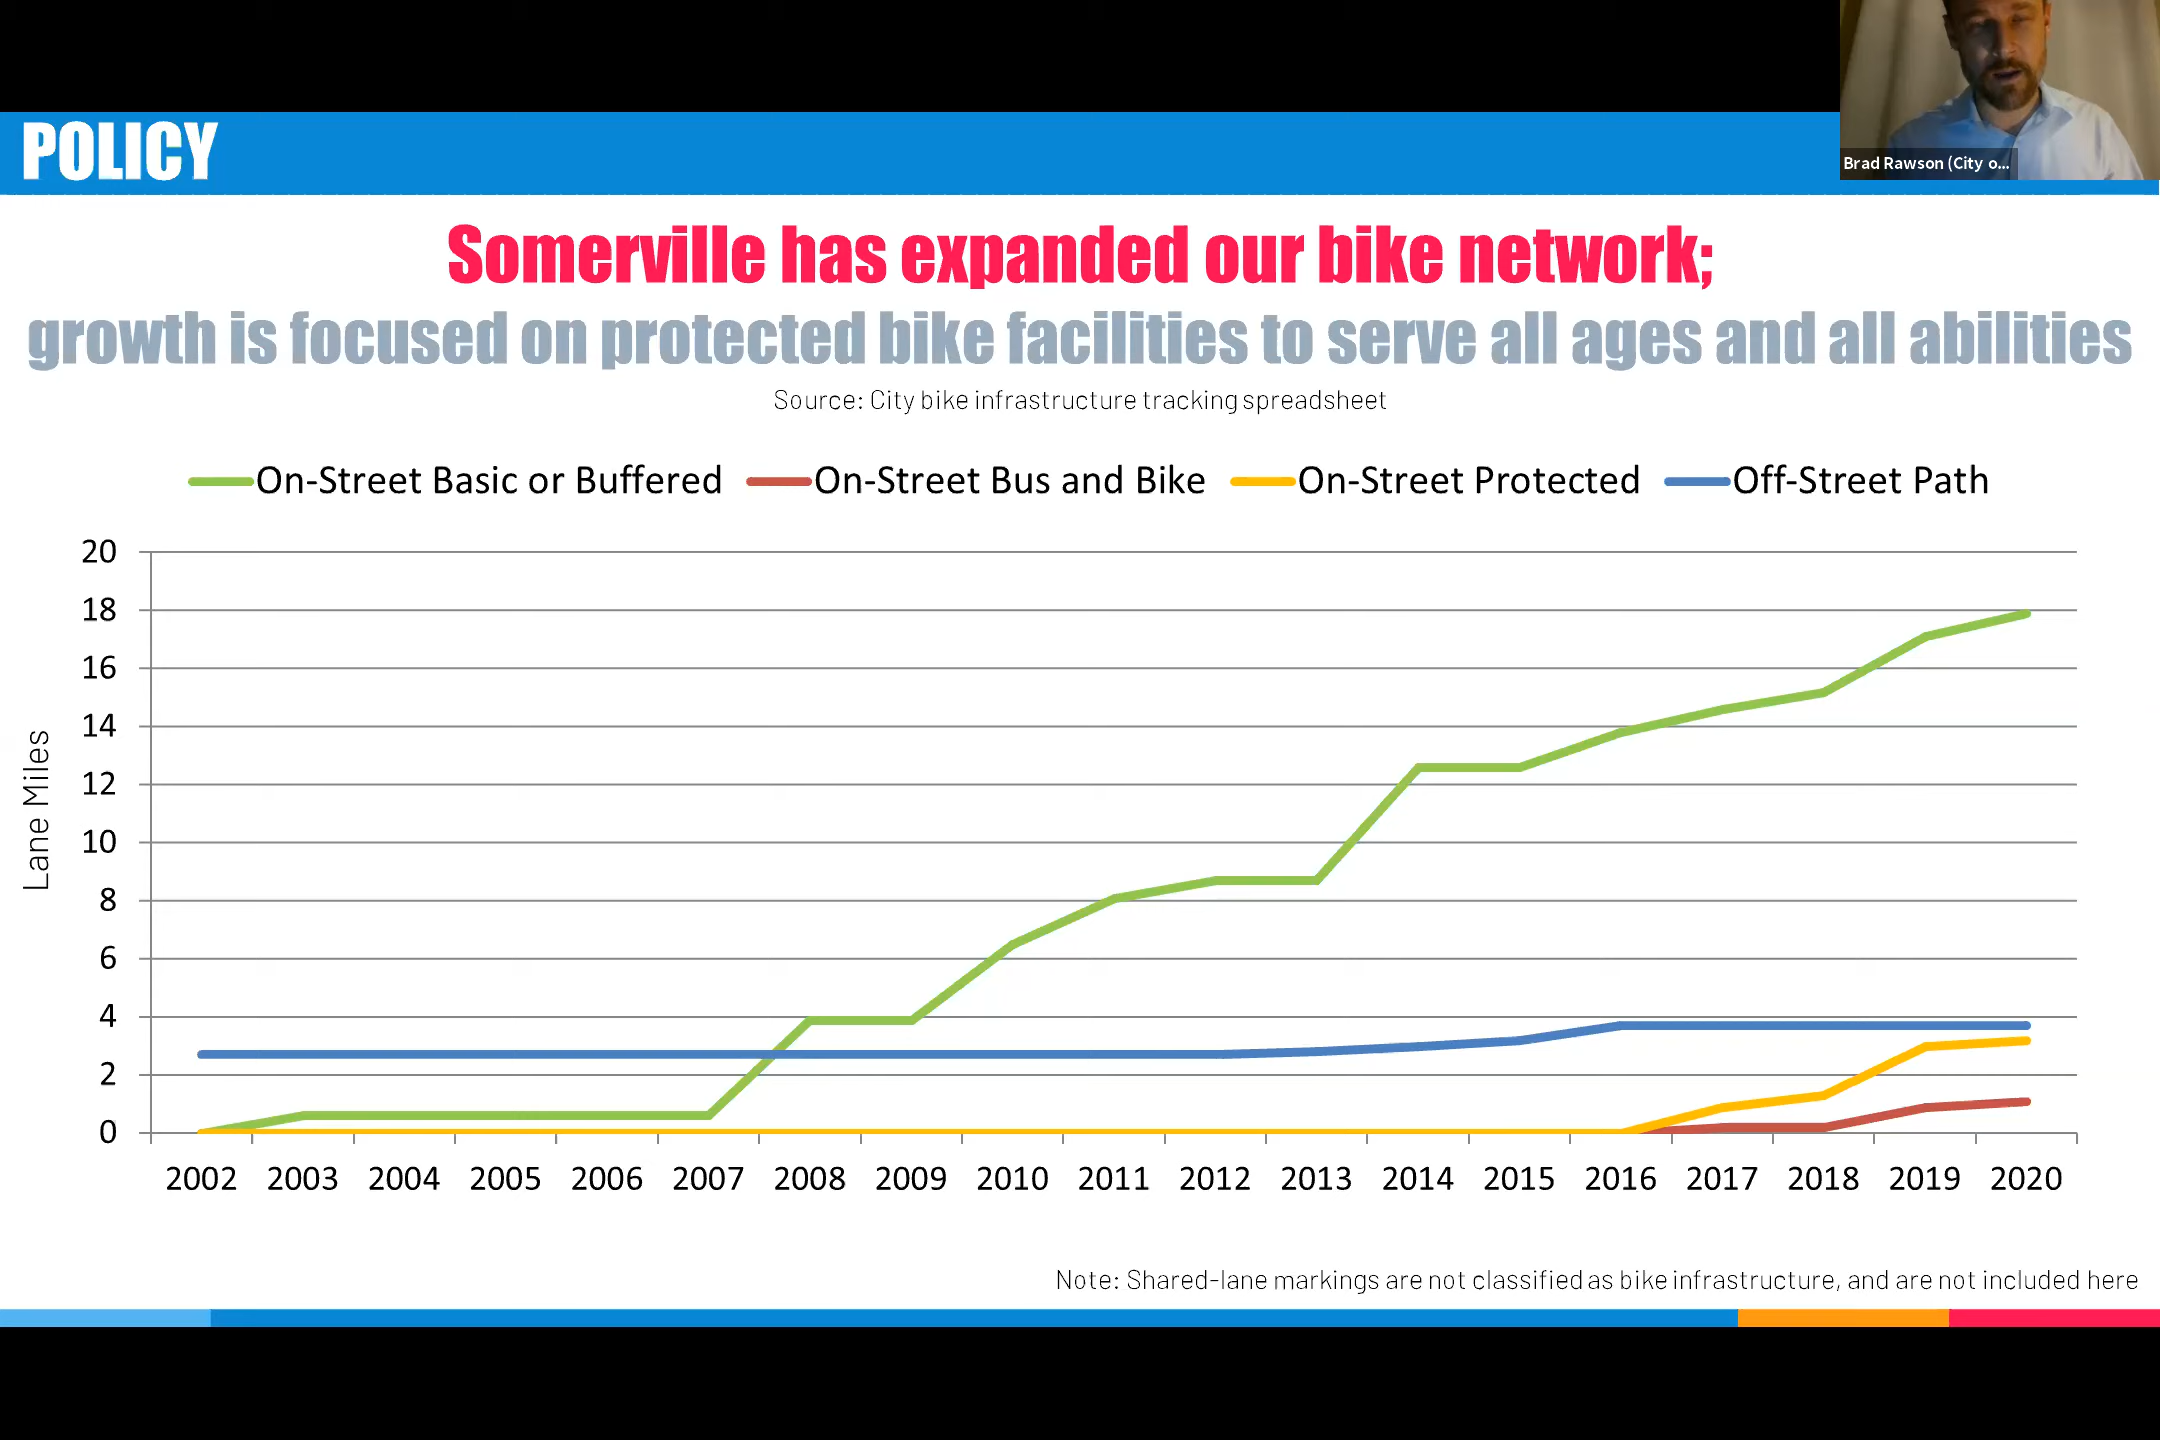 Brad Rawson (City o...
POLICY
Somerville has expanded our bike network;
growth is focused on protected bike facilities to serve all ages and all abilities
Source: City bike infrastructure tracking spreadsheet
On-Street Basic or Buffered On-Street Bus and Bike On-Street Protected Off-Street Path
Lane Miles
20
18
16
14
12
10
8
6
4
2
0
2002 2003 2004 2005 2006 2007 2008 2009 2010 2011 2012 2013 2014 2015 2016 2017 2018 2019 2020
Note: Shared-lane markings are not classified as bike infrastructure, and are not included here